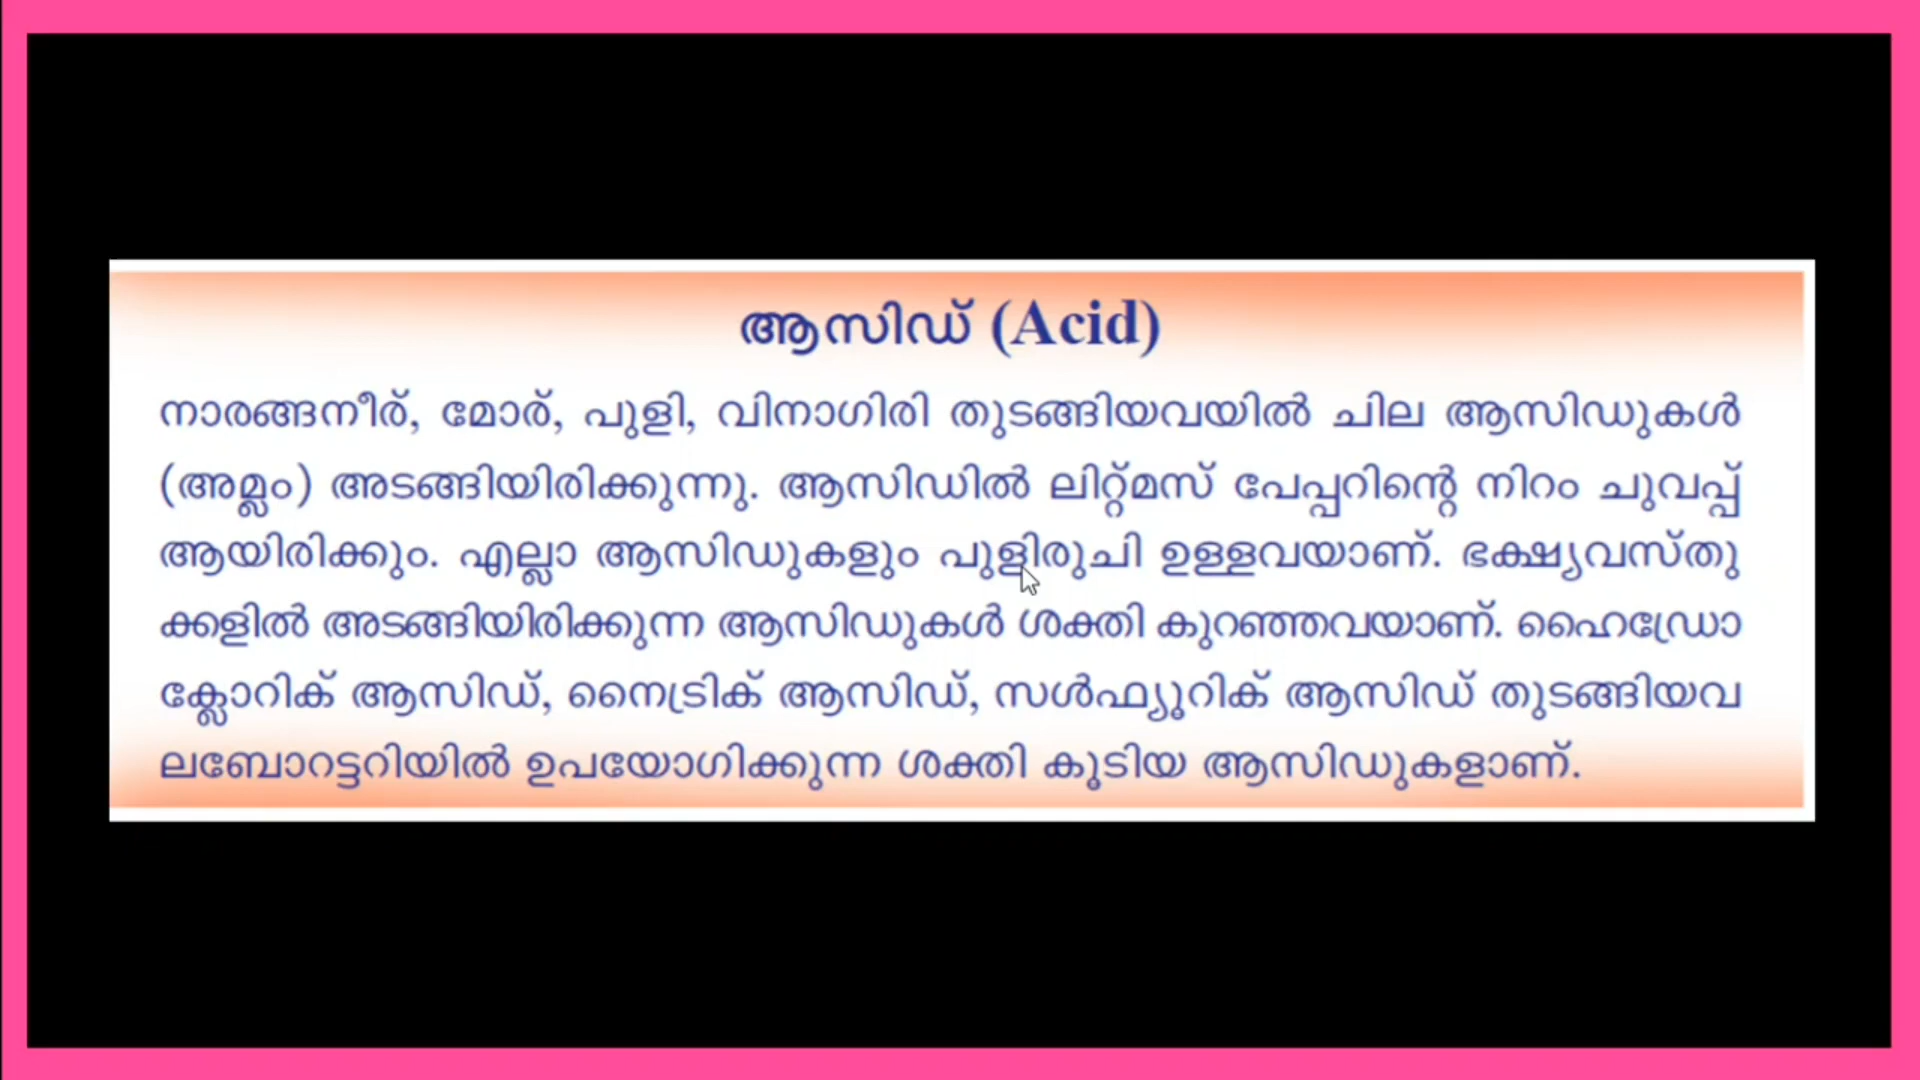 ആസിഡ് (Acid)
നാരങ്ങനീര്, മോര്, പുളി, വിനാഗിരി തുടങ്ങിയവയിൽ ചില ആസിഡുകൾ
(അമ്ലം) അടങ്ങിയിരിക്കുന്നു. ആസിഡിൽ ലിറ്റ്മസ് പേപ്പറിന്റെ നിറം ചുവപ്പ്
ആയിരിക്കും. എല്ലാ ആസിഡുകളും പുളിരുചി ഉള്ളവയാണ്. ഭക്ഷ്യവസ്തു
ക്കളിൽ അടങ്ങിയിരിക്കുന്ന ആസിഡുകൾ ശക്തി കുറഞ്ഞവയാണ്. ഹൈഡ്രോ
ക്ലോറിക് ആസിഡ്, നൈട്രിക് ആസിഡ്, സൾഫ്യൂറിക് ആസിഡ് തുടങ്ങിയവ
ലബോറട്ടറിയിൽ ഉപയോഗിക്കുന്ന ശക്തി കൂടിയ ആസിഡുകളാണ്.